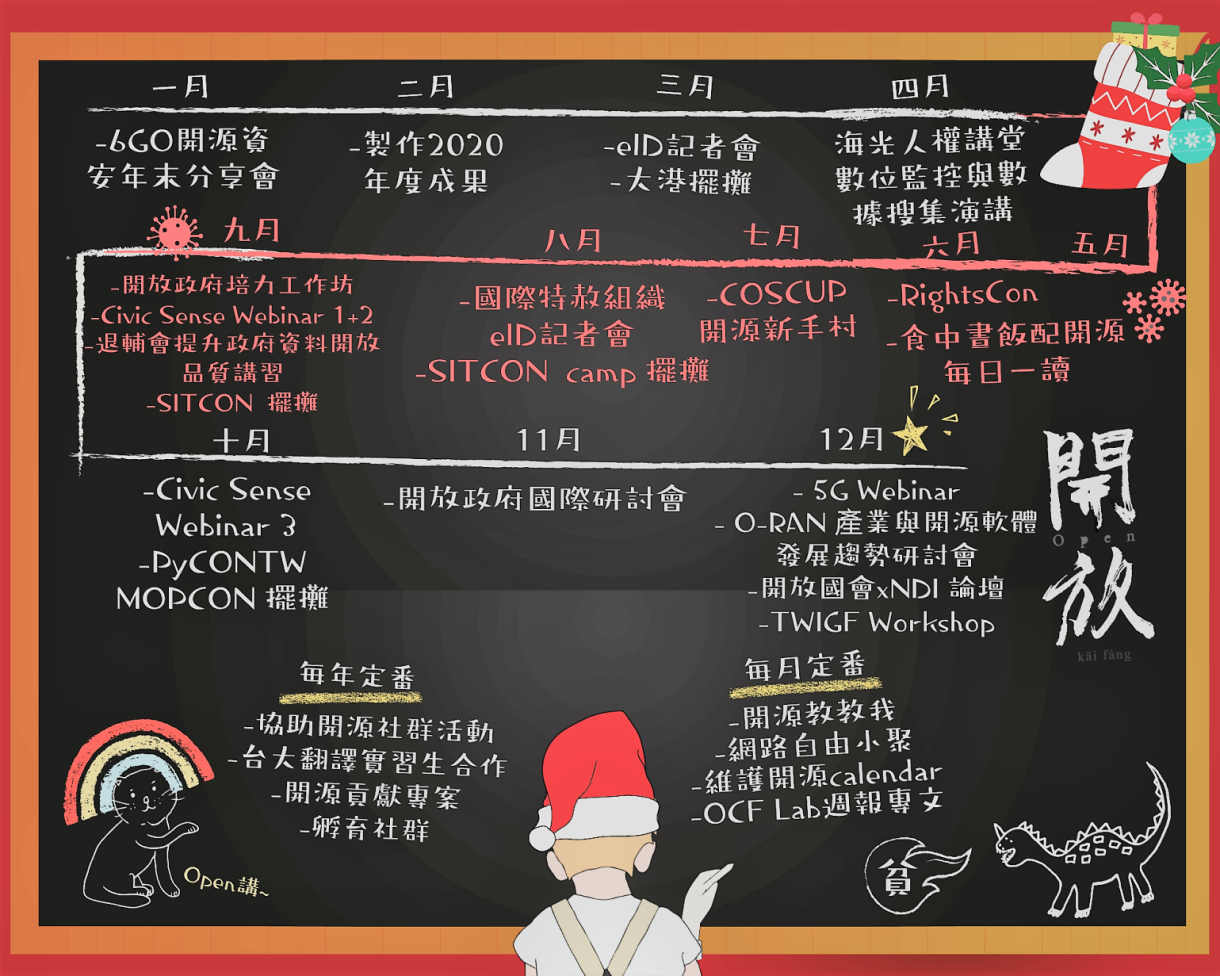 一月
-6GO開源資
安年末分享會
二月
-製作2020
年度成果
三月
-eID記者會
-大港擺攤
四月
海光人權講堂
數位監控與數
據搜集演講
五月
六月
-RightsCon
-食中書飯配開源
每日一讀
七月
-COSCUP
開源新手村
八月
-國際特赦組織
eID記者會
-SITCON camp 擺攤
九月
-開放政府培力工作坊
-Civic Sense Webinar 1+2
-退輔會提升政府資料開放
品質講習
-SITCON 擺攤
十月
-Civic Sense
Webinar 3
-PyCONTW
MOPCON 擺攤
11月
-開放政府國際研討會
12月
- 5G Webinar
- O-RAN 產業與開源軟體
發展趨勢研討會
-開放國會xNDI 論壇
-TWIGF Workshop
開
Open
放
kāi fàng
每年定番
-協助開源社群活動
-台大翻譯實習生合作
-開源貢獻專案
-孵育社群
每月定番
-開源教教我
-網路自由小聚
-維護開源calendar
-OCF Lab週報專文
Open講~
貧